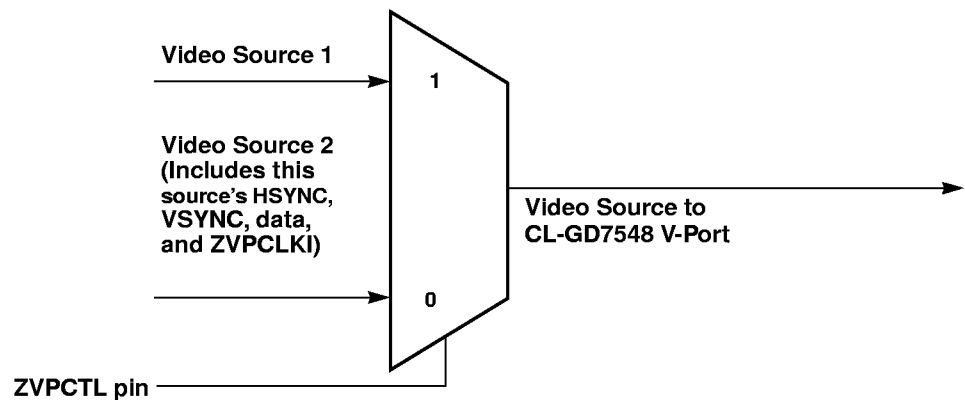 Video Source 1
1
Video Source 2
(Includes this
source's HSYNC,
VSYNC, data,
and ZVPCLKI)
Video Source to
CL-GD7548 V-Port
0
ZVPCTL pin